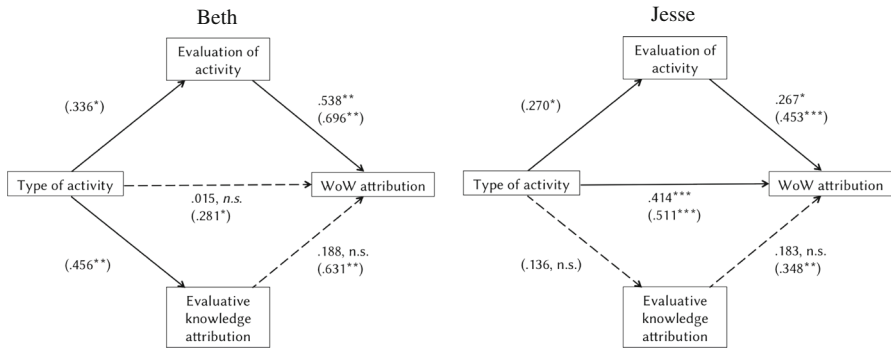 Beth
Evaluation of
activity
(.336*)
.538**
(.696**)
Type of activity
WoW attribution
.015, n.s.
(.281*)
(.456**)
.188, n.s.
(.631**)
Evaluative
knowledge
attribution
Jesse
Evaluation of
activity
(.270*)
.267*
(.453***)
Type of activity
WoW attribution
.414***
(.511***)
(.136, n.s.)
.183, n.s.
(.348**)
Evaluative
knowledge
attribution